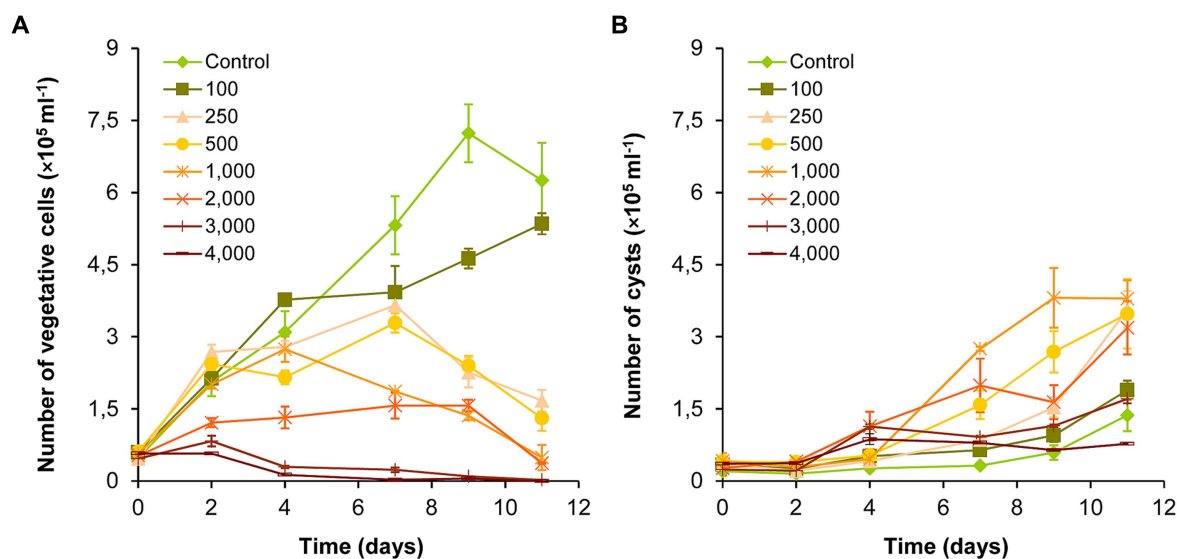 A
Number of vegetative cells (×10⁵ ml⁻¹)
9
7,5
6
4,5
3
1,5
0
Control
100
250
500
1,000
2,000
3,000
4,000
0 2 4 6 8 10 12
Time (days)
B
Number of cysts (×10⁵ ml⁻¹)
9
7,5
6
4,5
3
1,5
0
Control
100
250
500
1,000
2,000
3,000
4,000
0 2 4 6 8 10 12
Time (days)